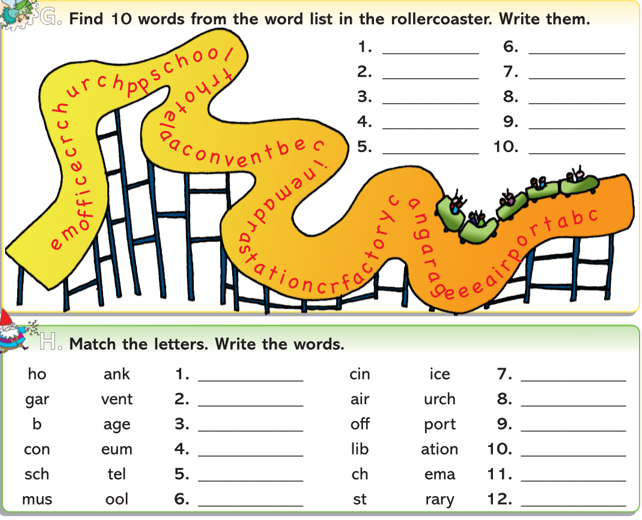 G. Find 10 words from the word list in the rollercoaster. Write them.
emofficecrchurchppschooltrhotelaaconventbecinemadrastationcrfactorycangarageeeairportabc
1. 6.
2. 7.
3. 8.
4. 9.
5. 10.
H. Match the letters. Write the words.
ho ank 1. cin ice 7.
gar vent 2. air urch 8.
b age 3. off port 9.
con eum 4. lib ation 10.
sch tel 5. ch ema 11.
mus ool 6. st rary 12.